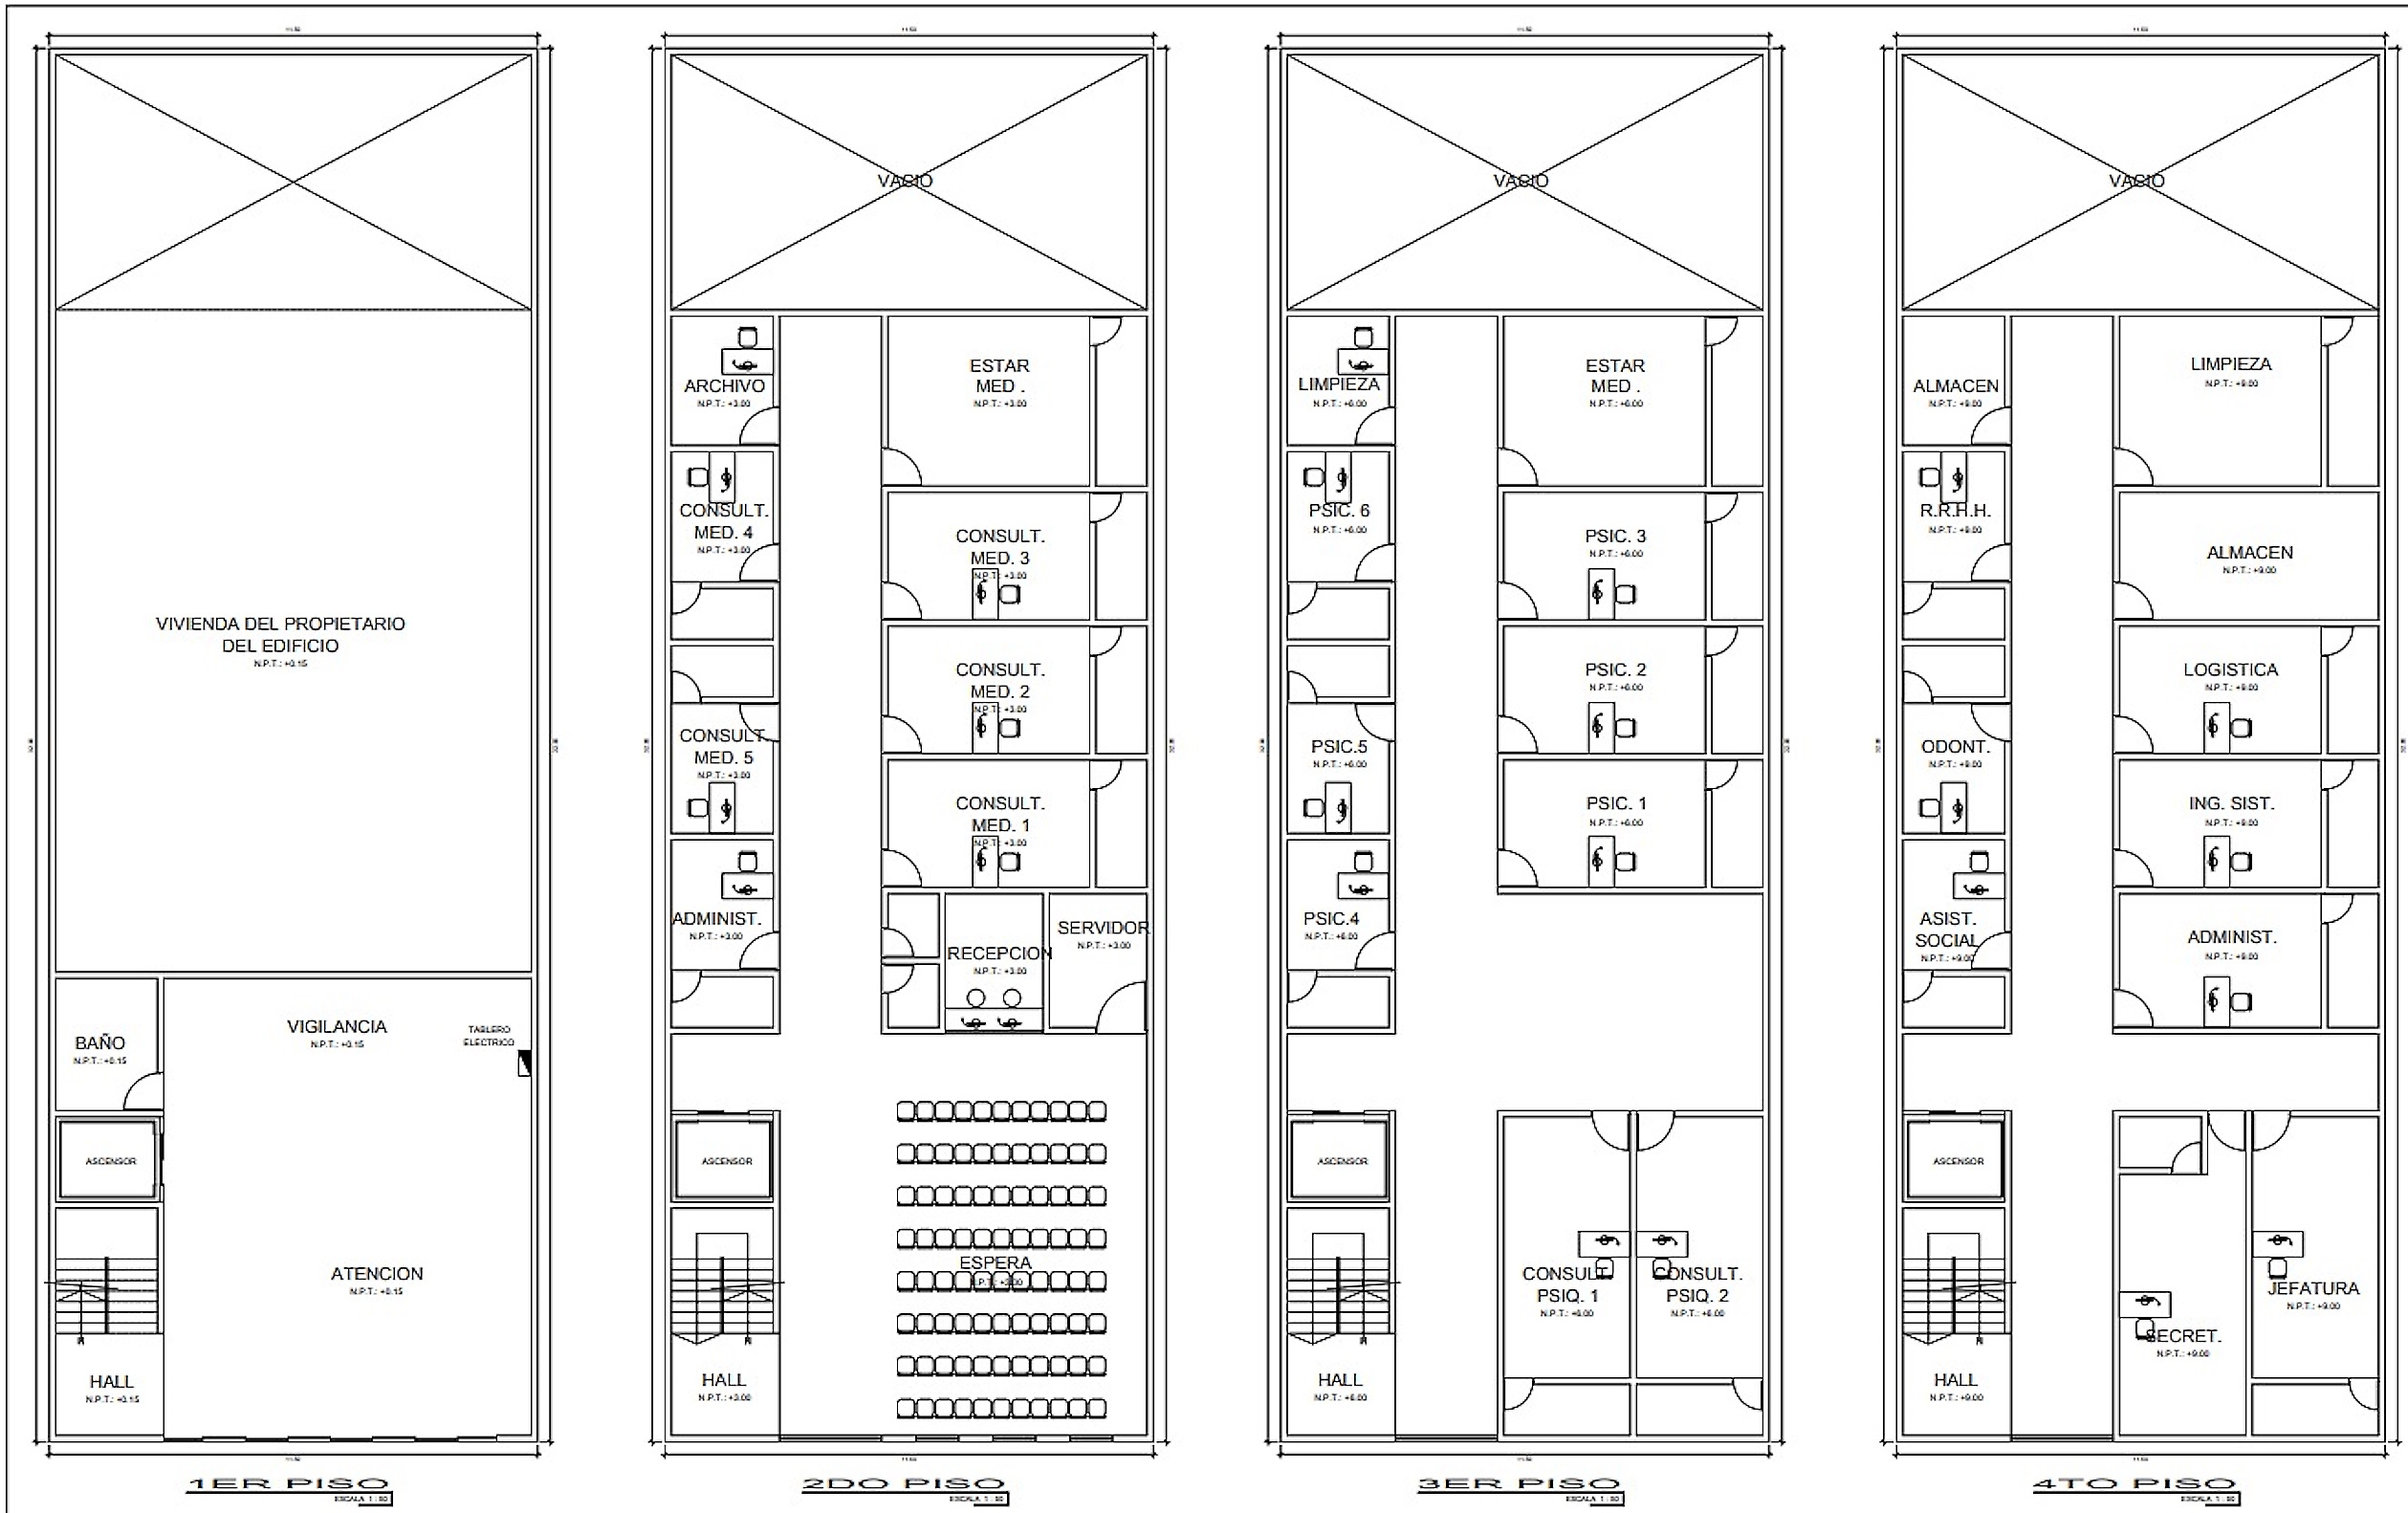 VIVIENDA DEL PROPIETARIO
DEL EDIFICIO
N.P.T.: +0.15
BAÑO
N.P.T.: +0.15
VIGILANCIA
N.P.T.: +0.15
TABLERO
ELECTRICO
ASCENSOR
ATENCION
N.P.T.: +0.15
HALL
N.P.T.: +0.15
1ER PISO
ESCALA 1 : 50
VACIO
ARCHIVO
N.P.T.: +3.00
ESTAR
MED .
N.P.T.: +3.00
CONSULT.
MED. 4
N.P.T.: +3.00
CONSULT.
MED. 3
N.P.T.: +3.00
CONSULT.
MED. 2
N.P.T.: +3.00
CONSULT.
MED. 5
N.P.T.: +3.00
CONSULT.
MED. 1
N.P.T.: +3.00
ADMINIST.
N.P.T.: +3.00
RECEPCION
N.P.T.: +3.00
SERVIDOR
N.P.T.: +3.00
ASCENSOR
ESPERA
N.P.T.: +3.00
HALL
N.P.T.: +3.00
2DO PISO
ESCALA 1 : 50
VACIO
LIMPIEZA
N.P.T.: +6.00
ESTAR
MED .
N.P.T.: +6.00
PSIC. 6
N.P.T.: +6.00
PSIC. 3
N.P.T.: +6.00
PSIC. 2
N.P.T.: +6.00
PSIC.5
N.P.T.: +6.00
PSIC. 1
N.P.T.: +6.00
PSIC.4
N.P.T.: +6.00
ASCENSOR
CONSULT.
PSIQ. 1
N.P.T.: +6.00
CONSULT.
PSIQ. 2
N.P.T.: +6.00
HALL
N.P.T.: +6.00
3ER PISO
ESCALA 1 : 50
VACIO
ALMACEN
N.P.T.: +9.00
LIMPIEZA
N.P.T.: +9.00
R.R.H.H.
N.P.T.: +9.00
ALMACEN
N.P.T.: +9.00
LOGISTICA
N.P.T.: +9.00
ODONT.
N.P.T.: +9.00
ING. SIST.
N.P.T.: +9.00
ASIST.
SOCIAL
N.P.T.: +9.00
ADMINIST.
N.P.T.: +9.00
ASCENSOR
JEFATURA
N.P.T.: +9.00
SECRET.
N.P.T.: +9.00
HALL
N.P.T.: +9.00
4TO PISO
ESCALA 1 : 50